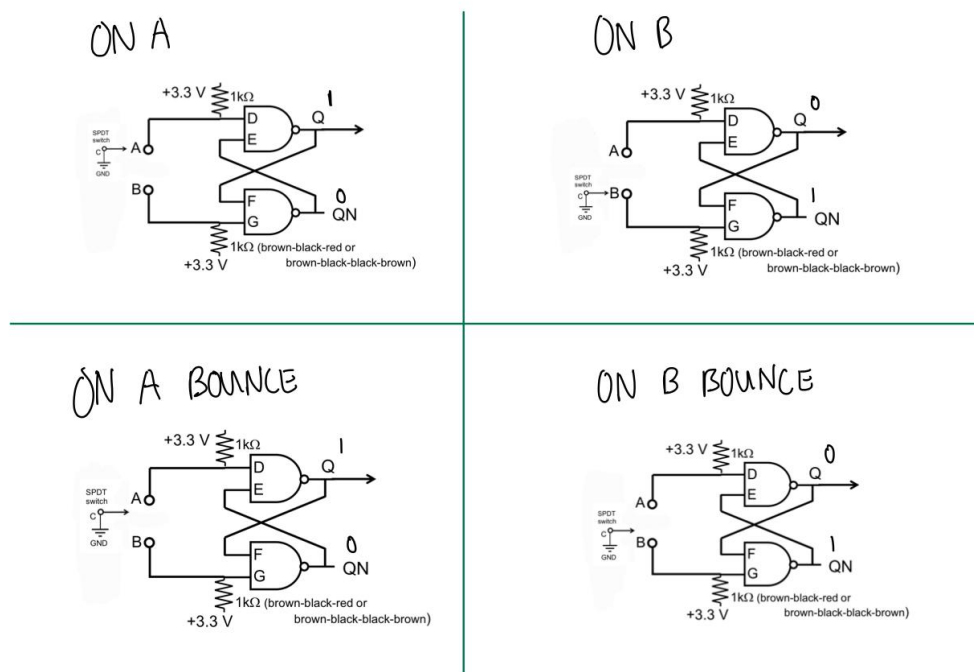 ON A
+3.3 V
1kΩ
D
E
Q
1
SPDT
switch
C
GND
A
B
F
G
0
QN
1kΩ (brown-black-red or
brown-black-black-brown)
+3.3 V
ON B
+3.3 V
1kΩ
D
E
Q
0
A
SPDT
switch
C
GND
B
F
G
1
QN
1kΩ (brown-black-red or
brown-black-black-brown)
+3.3 V
ON A BOUNCE
+3.3 V
1kΩ
D
E
Q
1
SPDT
switch
C
GND
A
B
F
G
0
QN
1kΩ (brown-black-red or
brown-black-black-brown)
+3.3 V
ON B BOUNCE
+3.3 V
1kΩ
D
E
Q
0
A
SPDT
switch
C
GND
B
F
G
1
QN
1kΩ (brown-black-red or
brown-black-black-brown)
+3.3 V